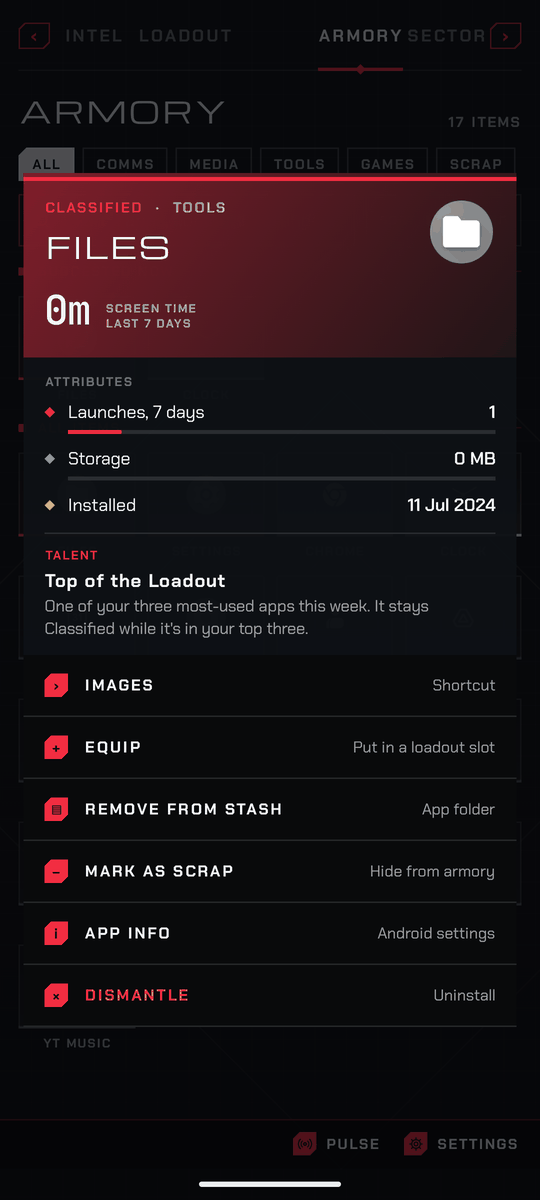 INTEL LOADOUT ARMORY SECTOR
ARMORY
17 ITEMS
ALL COMMS MEDIA TOOLS GAMES SCRAP
CLASSIFIED · TOOLS
FILES
0m SCREEN TIME
LAST 7 DAYS
ATTRIBUTES
Launches, 7 days 1
Storage 0 MB
Installed 11 Jul 2024
TALENT
Top of the Loadout
One of your three most-used apps this week. It stays
Classified while it's in your top three.
IMAGES Shortcut
EQUIP Put in a loadout slot
REMOVE FROM STASH App folder
MARK AS SCRAP Hide from armory
APP INFO Android settings
DISMANTLE Uninstall
YT MUSIC
PULSE SETTINGS